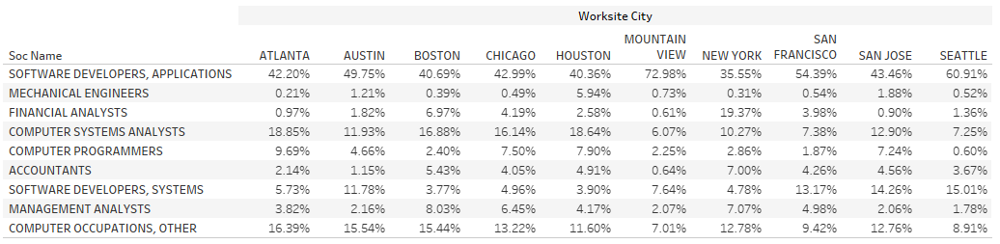 Worksite City
MOUNTAIN SAN
Soc Name ATLANTA AUSTIN BOSTON CHICAGO HOUSTON VIEW NEW YORK FRANCISCO SAN JOSE SEATTLE
SOFTWARE DEVELOPERS, APPLICATIONS 42.20% 49.75% 40.69% 42.99% 40.36% 72.98% 35.55% 54.39% 43.46% 60.91%
MECHANICAL ENGINEERS 0.21% 1.21% 0.39% 0.49% 5.94% 0.73% 0.31% 0.54% 1.88% 0.52%
FINANCIAL ANALYSTS 0.97% 1.82% 6.97% 4.19% 2.58% 0.61% 19.37% 3.98% 0.90% 1.36%
COMPUTER SYSTEMS ANALYSTS 18.85% 11.93% 16.88% 16.14% 18.64% 6.07% 10.27% 7.38% 12.90% 7.25%
COMPUTER PROGRAMMERS 9.69% 4.66% 2.40% 7.50% 7.90% 2.25% 2.86% 1.87% 7.24% 0.60%
ACCOUNTANTS 2.14% 1.15% 5.43% 4.05% 4.91% 0.64% 7.00% 4.26% 4.56% 3.67%
SOFTWARE DEVELOPERS, SYSTEMS 5.73% 11.78% 3.77% 4.96% 3.90% 7.64% 4.78% 13.17% 14.26% 15.01%
MANAGEMENT ANALYSTS 3.82% 2.16% 8.03% 6.45% 4.17% 2.07% 7.07% 4.98% 2.06% 1.78%
COMPUTER OCCUPATIONS, OTHER 16.39% 15.54% 15.44% 13.22% 11.60% 7.01% 12.78% 9.42% 12.76% 8.91%